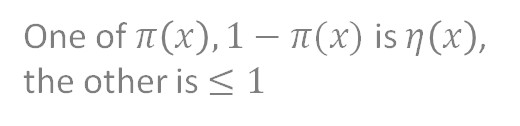 One of π(x), 1 − π(x) is η(x),
the other is ≤ 1